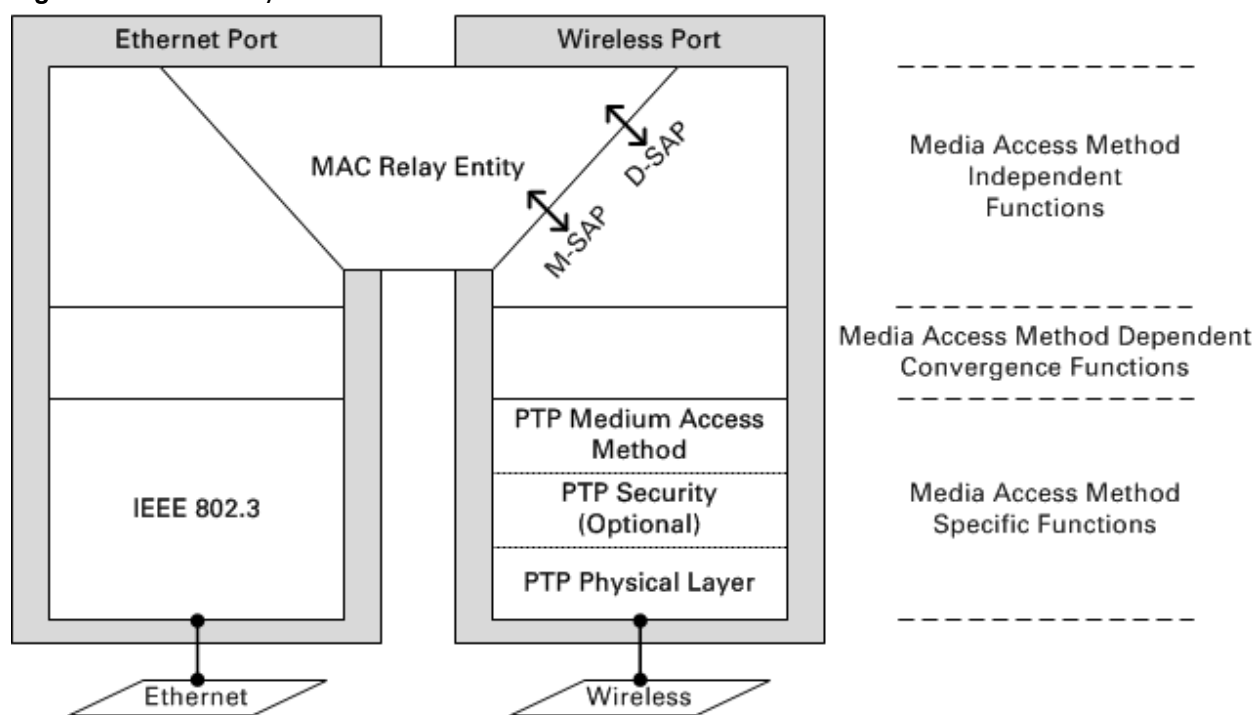 Ethernet Port
Wireless Port
MAC Relay Entity
D-SAP
M-SAP
Media Access Method
Independent
Functions
Media Access Method Dependent
Convergence Functions
PTP Medium Access
Method
IEEE 802.3
PTP Security
(Optional)
PTP Physical Layer
Media Access Method
Specific Functions
Ethernet
Wireless